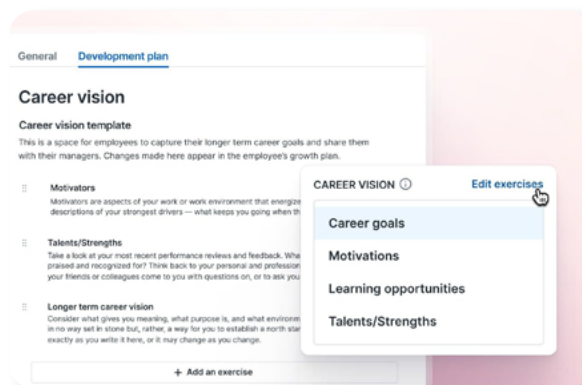 General Development plan
Career vision
Career vision template
This is a space for employees to capture their longer term career goals and share them
with their managers. Changes made here appear in the employee's growth plan.
Motivators
Motivators are aspects of your work or work environment that energize
descriptions of your strongest drivers — what keeps you going when th
Talents/Strengths
Take a look at your most recent performance reviews and feedback. Wha
praised and recognized for? Think back to your personal and profession
your friends or colleagues come to you with questions on, or to ask you
Longer term career vision
Consider what gives you meaning, what purpose is, and what environm
in no way set in stone but, rather, a way for you to establish a north star
exactly as you write it here, or it may change as you change.
+ Add an exercise
CAREER VISION Edit exercises
Career goals
Motivations
Learning opportunities
Talents/Strengths